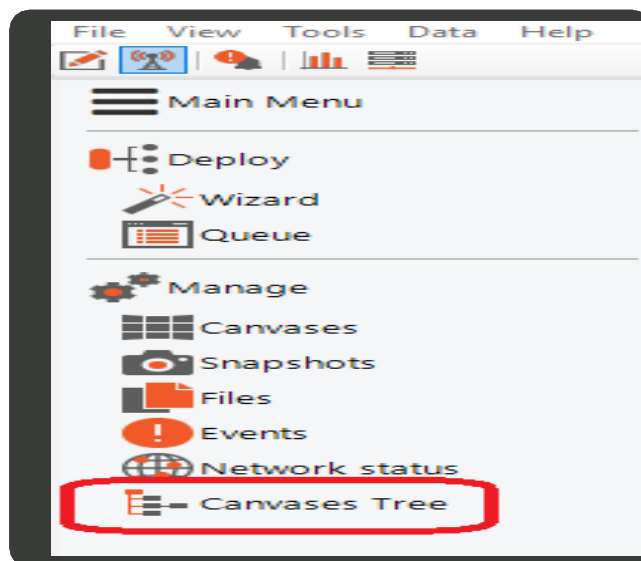 File View Tools Data Help
Main Menu
Deploy
Wizard
Queue
Manage
Canvases
Snapshots
Files
Events
Network status
Canvases Tree